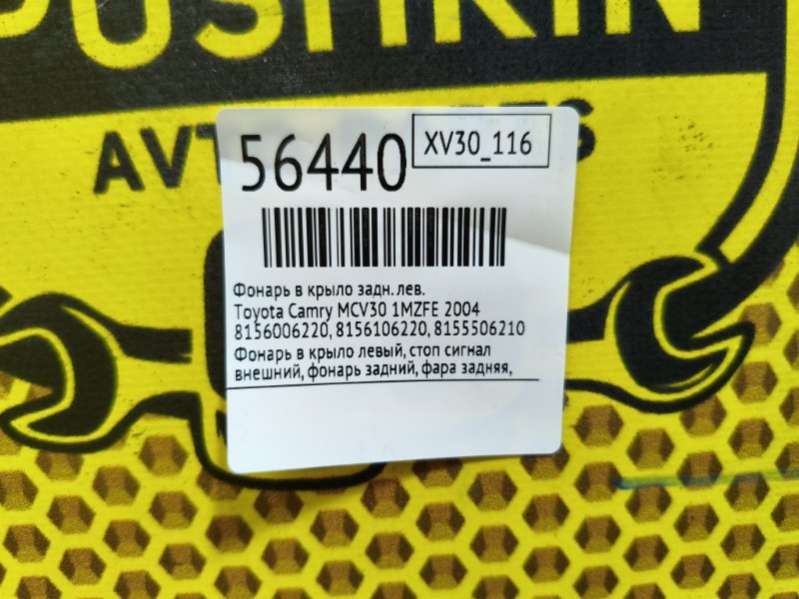 PUSHKIN
56440
XV30_116
Фонарь в крыло задн. лев.
Toyota Camry MCV30 1MZFE 2004
8156006220, 8156106220, 8155506210
Фонарь в крыло левый, стоп сигнал
внешний, фонарь задний, фара задняя,